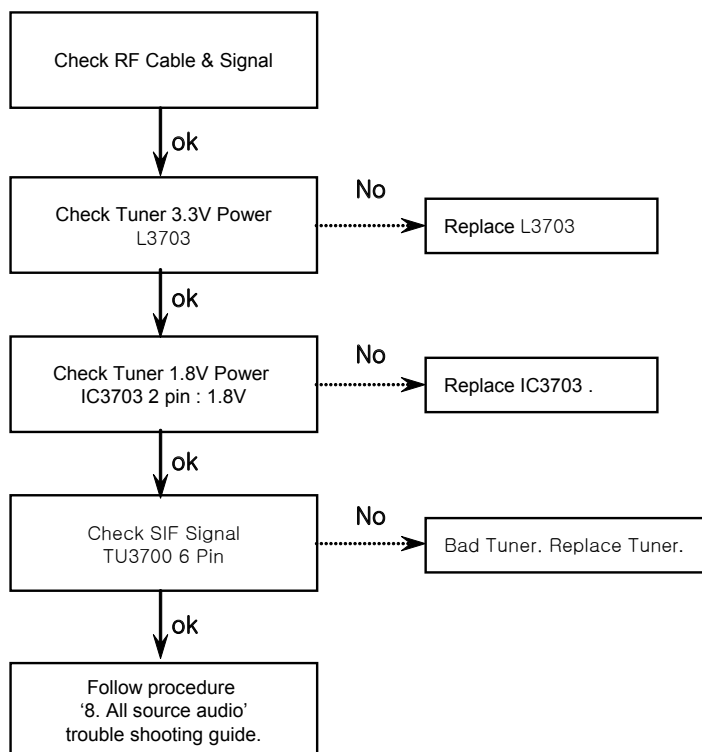 Check RF Cable & Signal
ok
Check Tuner 3.3V Power
L3703
No
Replace L3703
ok
Check Tuner 1.8V Power
IC3703 2 pin : 1.8V
No
Replace IC3703 .
ok
Check SIF Signal
TU3700 6 Pin
No
Bad Tuner. Replace Tuner.
ok
Follow procedure
‘8. All source audio’
trouble shooting guide.